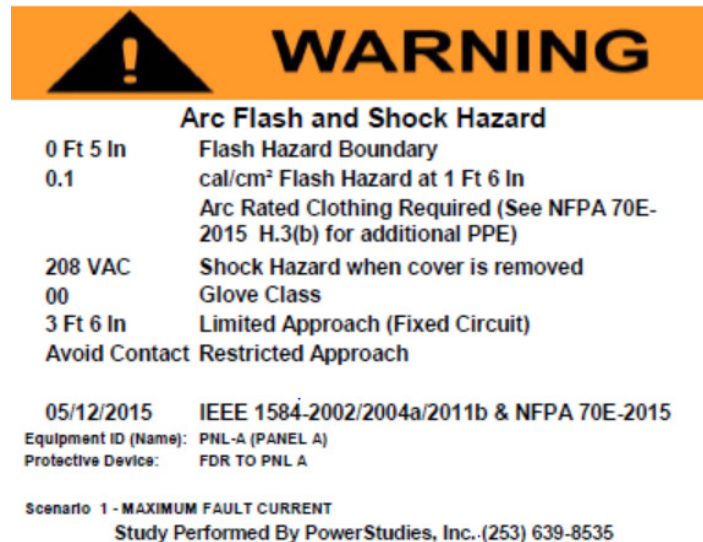 WARNING
Arc Flash and Shock Hazard
0 Ft 5 In Flash Hazard Boundary
0.1 cal/cm² Flash Hazard at 1 Ft 6 In
Arc Rated Clothing Required (See NFPA 70E-
2015 H.3(b) for additional PPE)
208 VAC Shock Hazard when cover is removed
00 Glove Class
3 Ft 6 In Limited Approach (Fixed Circuit)
Avoid Contact Restricted Approach
05/12/2015 IEEE 1584-2002/2004a/2011b & NFPA 70E-2015
Equipment ID (Name): PNL-A (PANEL A)
Protective Device: FDR TO PNL A
Scenario 1 - MAXIMUM FAULT CURRENT
Study Performed By PowerStudies, Inc. (253) 639-8535